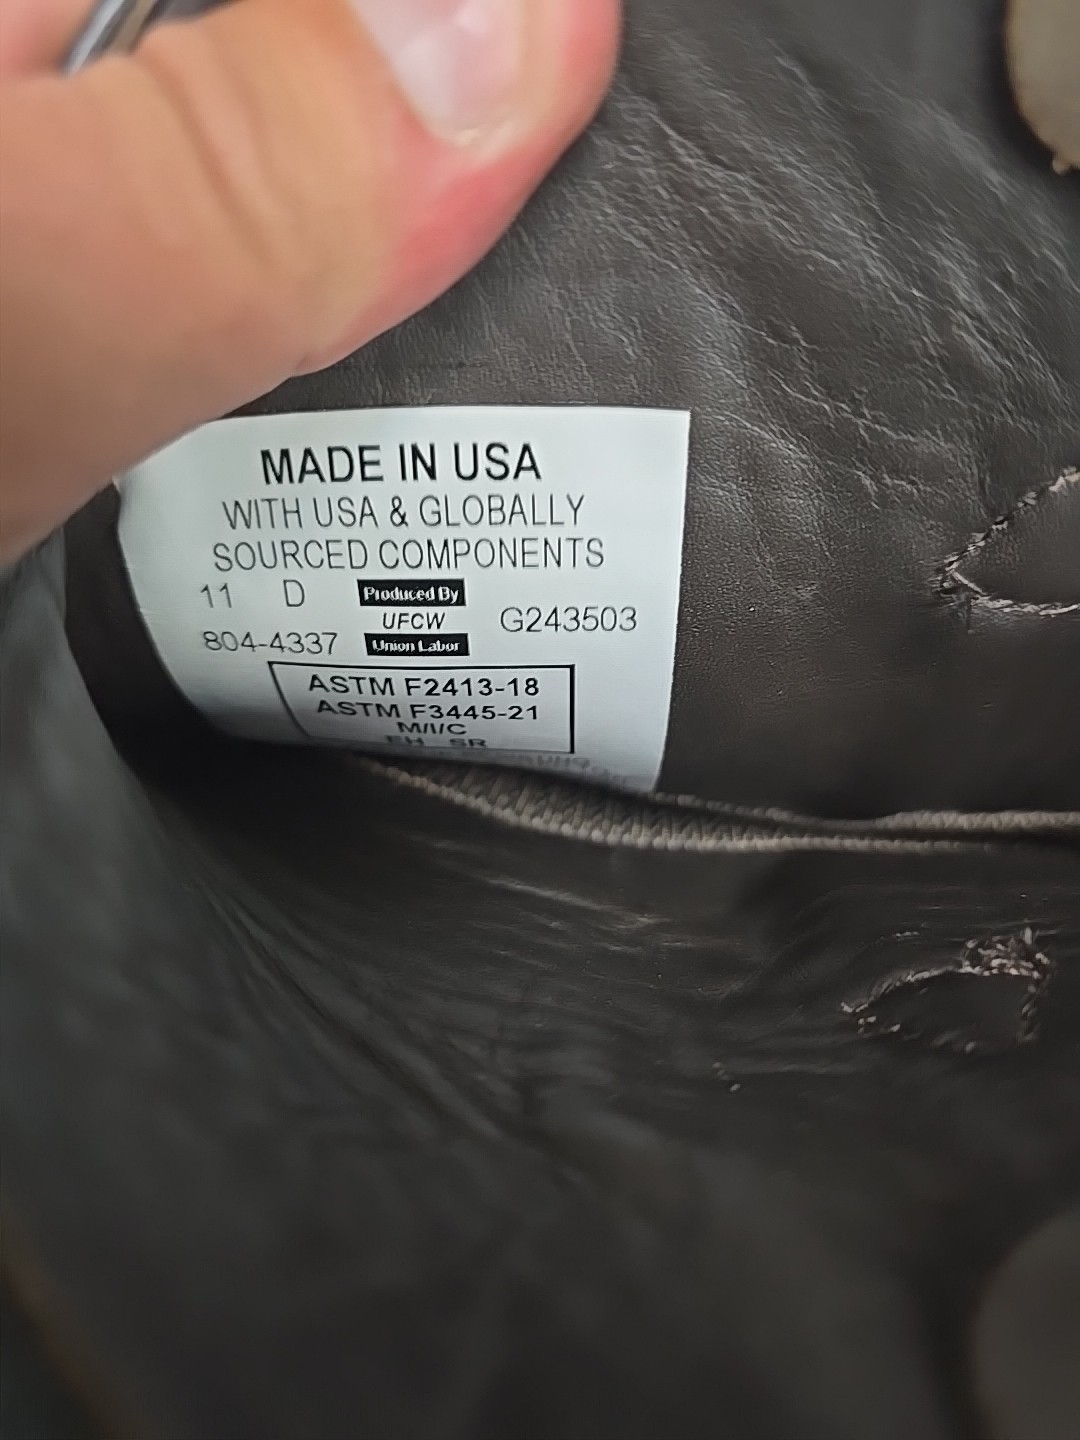 MADE IN USA
WITH USA & GLOBALLY
SOURCED COMPONENTS
11 D Produced By
UFCW G243503
804-4337 Union Labor
ASTM F2413-18
ASTM F3445-21
M/I/C
EH SR